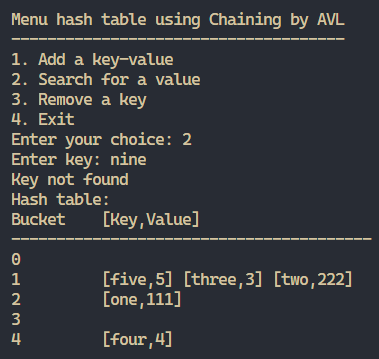 Menu hash table using Chaining by AVL
-------------------------------------
1. Add a key-value
2. Search for a value
3. Remove a key
4. Exit
Enter your choice: 2
Enter key: nine
Key not found
Hash table:
Bucket    [Key,Value]
----------------------------------------
0
1         [five,5] [three,3] [two,222]
2         [one,111]
3
4         [four,4]